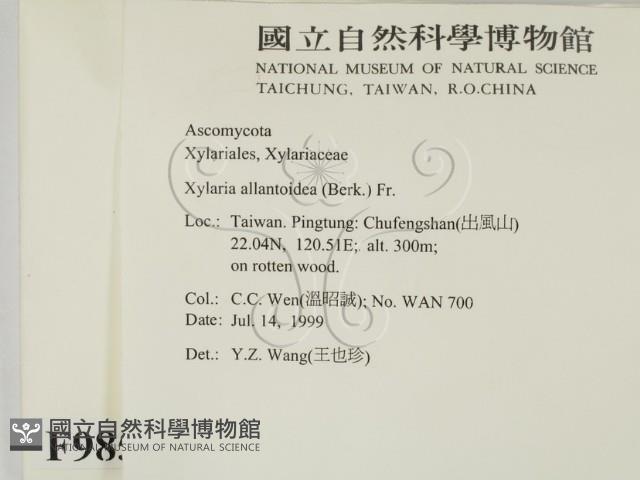 國立自然科學博物館
NATIONAL MUSEUM OF NATURAL SCIENCE
TAICHUNG, TAIWAN, R.O.CHINA
Ascomycota
Xylariales, Xylariaceae
Xylaria allantoidea (Berk.) Fr.
Loc.: Taiwan. Pingtung: Chufengshan(出風山)
22.04N, 120.51E; alt. 300m;
on rotten wood.
Col.: C.C. Wen(溫昭誠); No. WAN 700
Date: Jul. 14, 1999
Det.: Y.Z. Wang(王也珍)
國立自然科學博物館
NATIONAL MUSEUM OF NATURAL SCIENCE